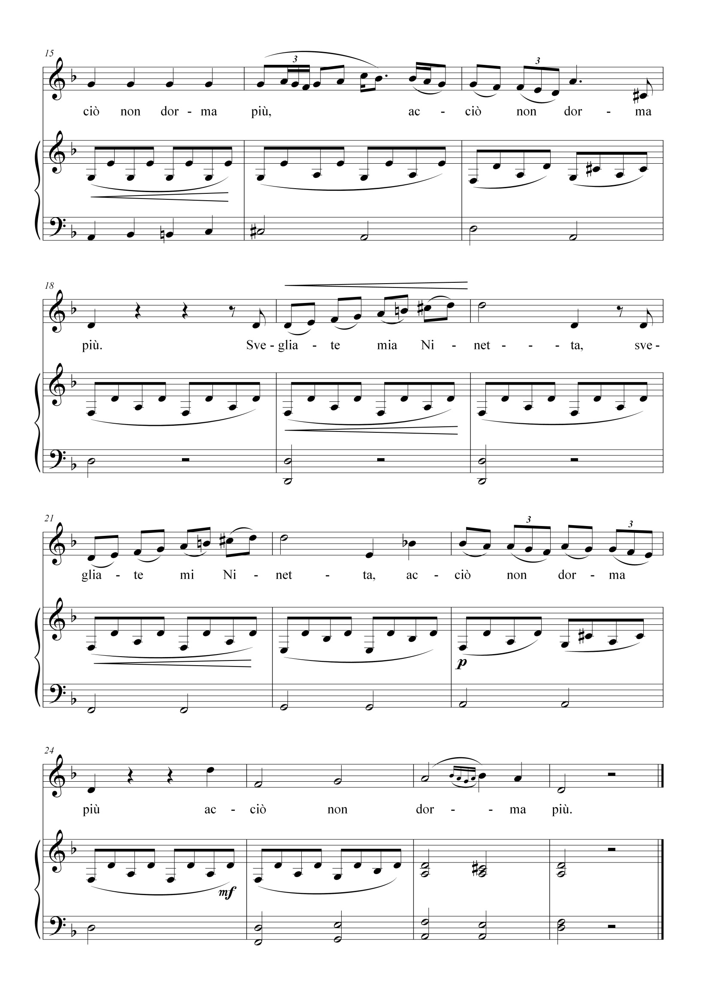 15
3
3
ciò non dor - ma più, ac - ciò non dor - ma
18
più. Sve - glia - te mia Ni - net - - - ta, sve -
21
3
3
glia - te mi Ni - net - ta, ac - ciò non dor - ma
p
24
più ac - ciò non dor - - ma più.
mf